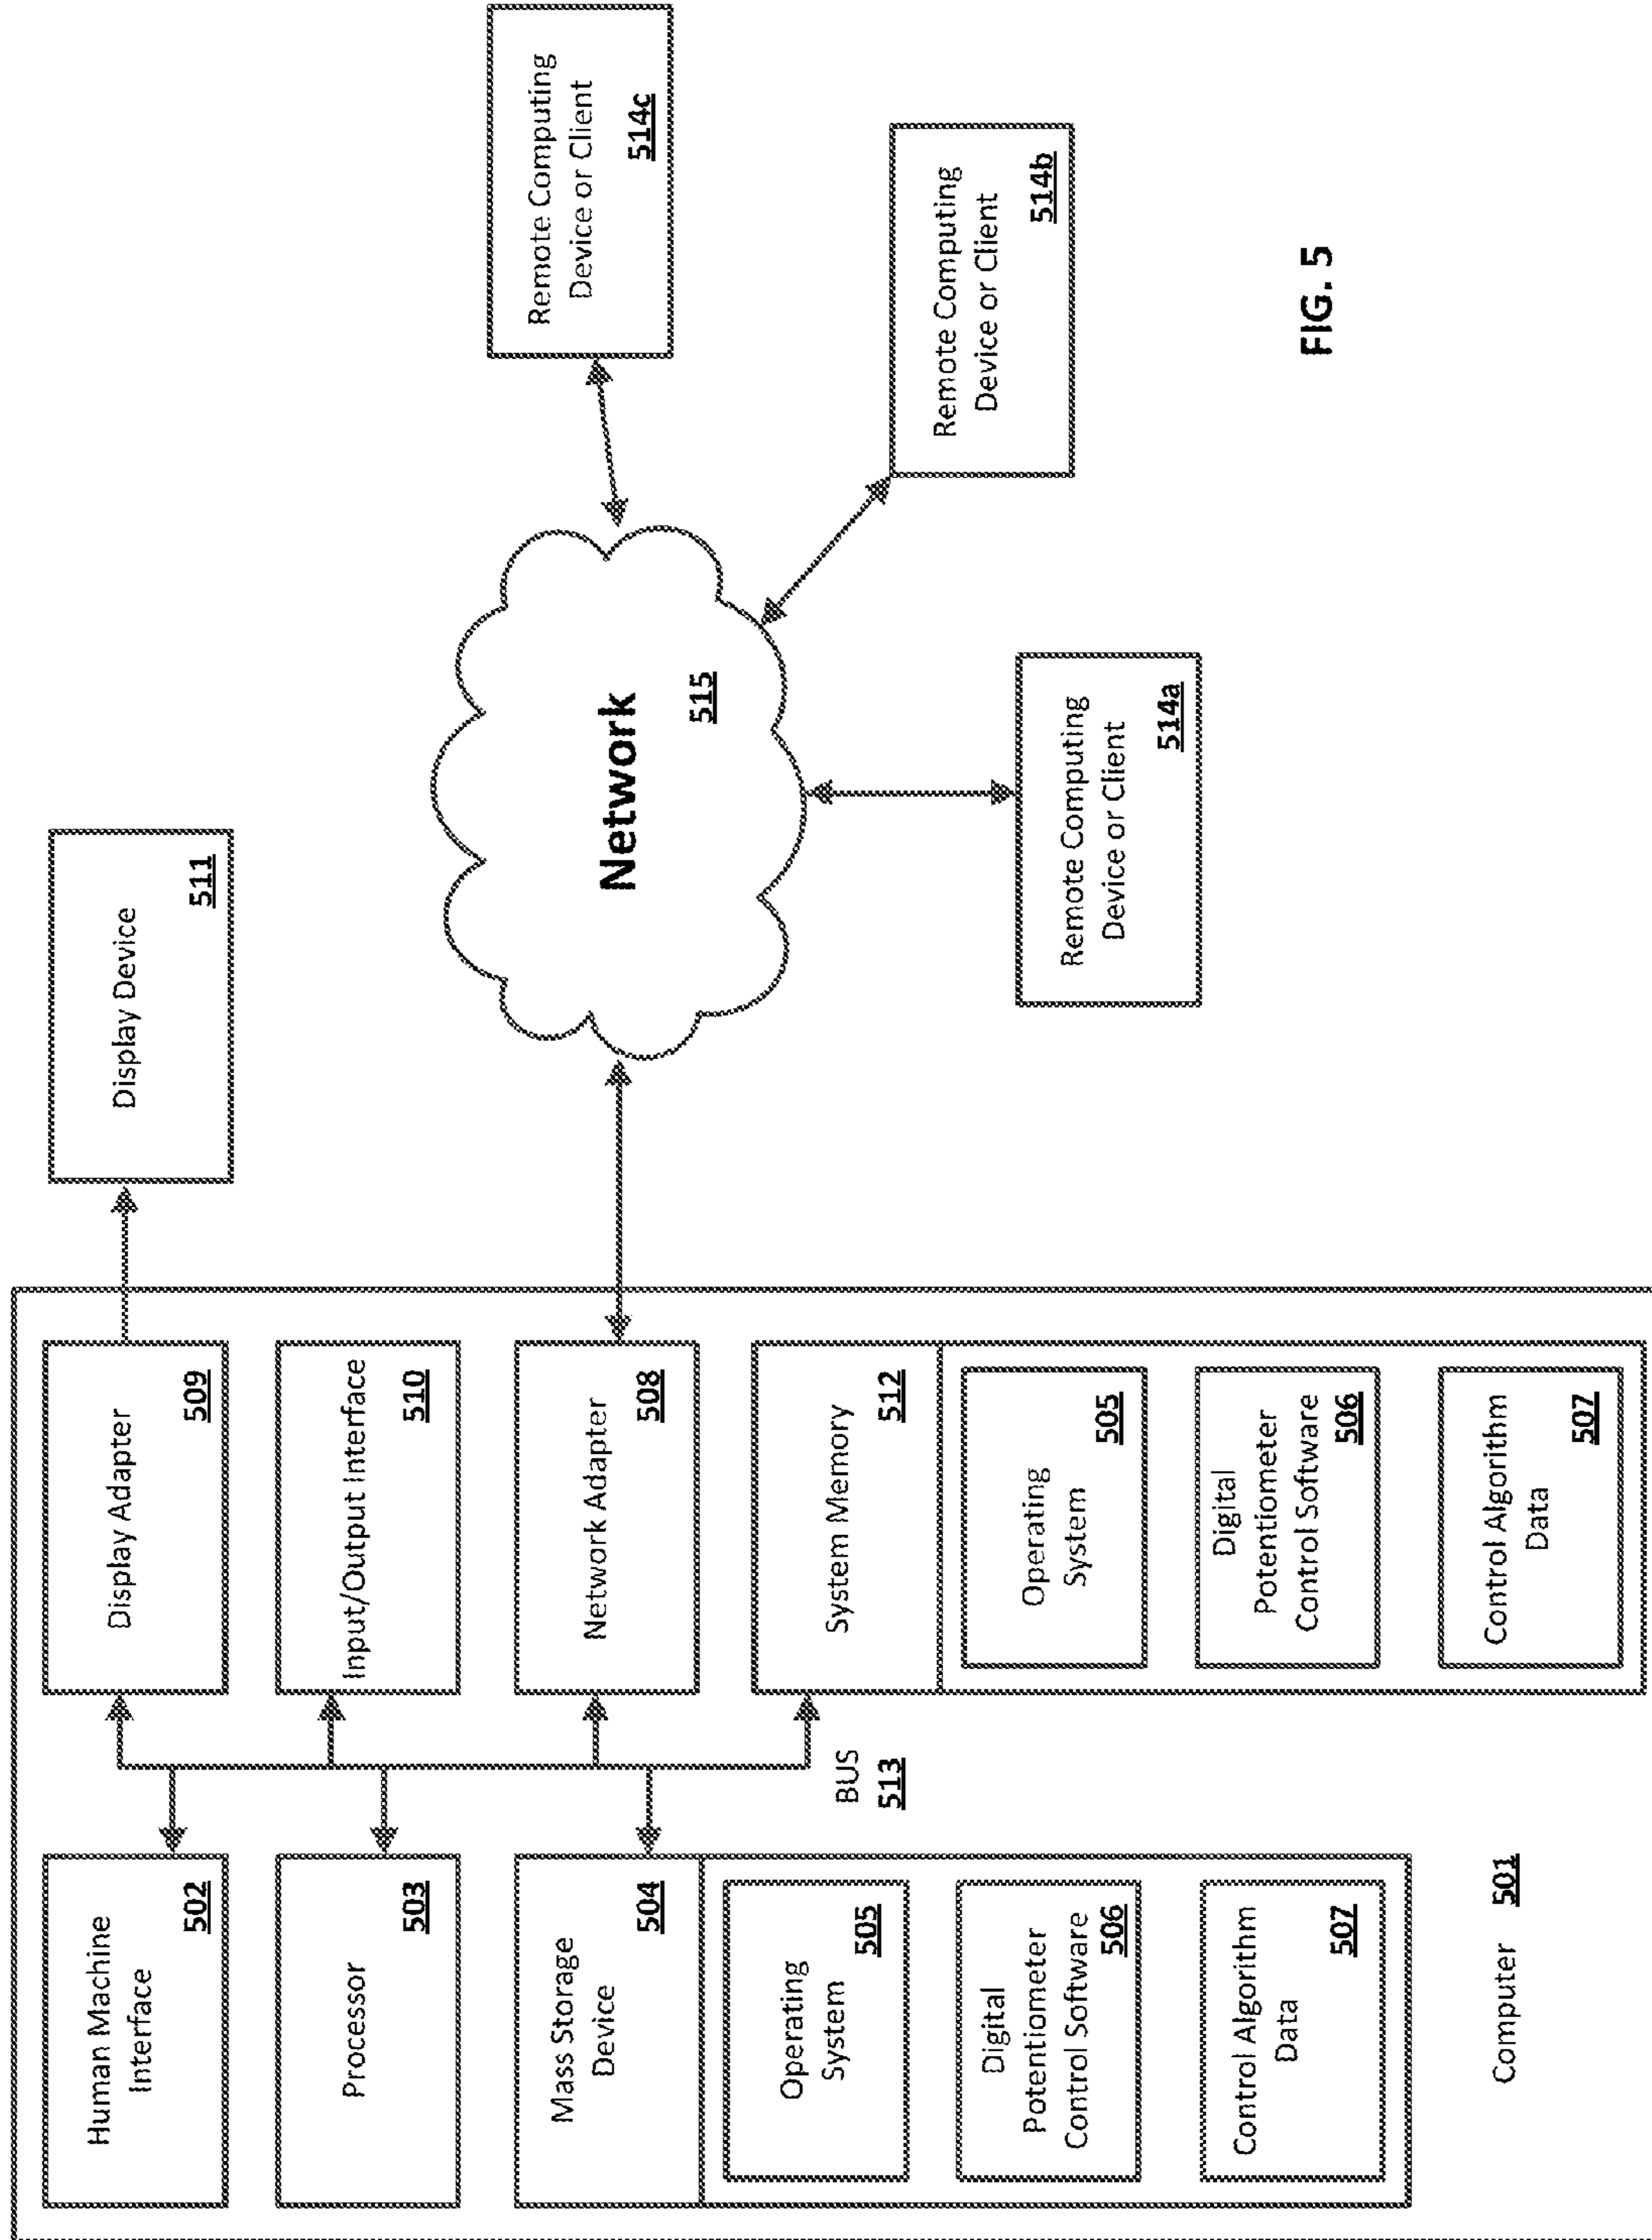 Human Machine
Interface
502
Processor
503
Mass Storage
Device
504
Operating
System
505
Digital
Potentiometer
Control Software
506
Control Algorithm
Data
507
Computer 501
BUS
513
Display Adapter
509
Input/Output Interface
510
Network Adapter
508
System Memory
512
Operating
System
505
Digital
Potentiometer
Control Software
506
Control Algorithm
Data
507
Display Device
511
Network
515
Remote Computing
Device or Client
514a
Remote Computing
Device or Client
514b
Remote Computing
Device or Client
514c
FIG. 5